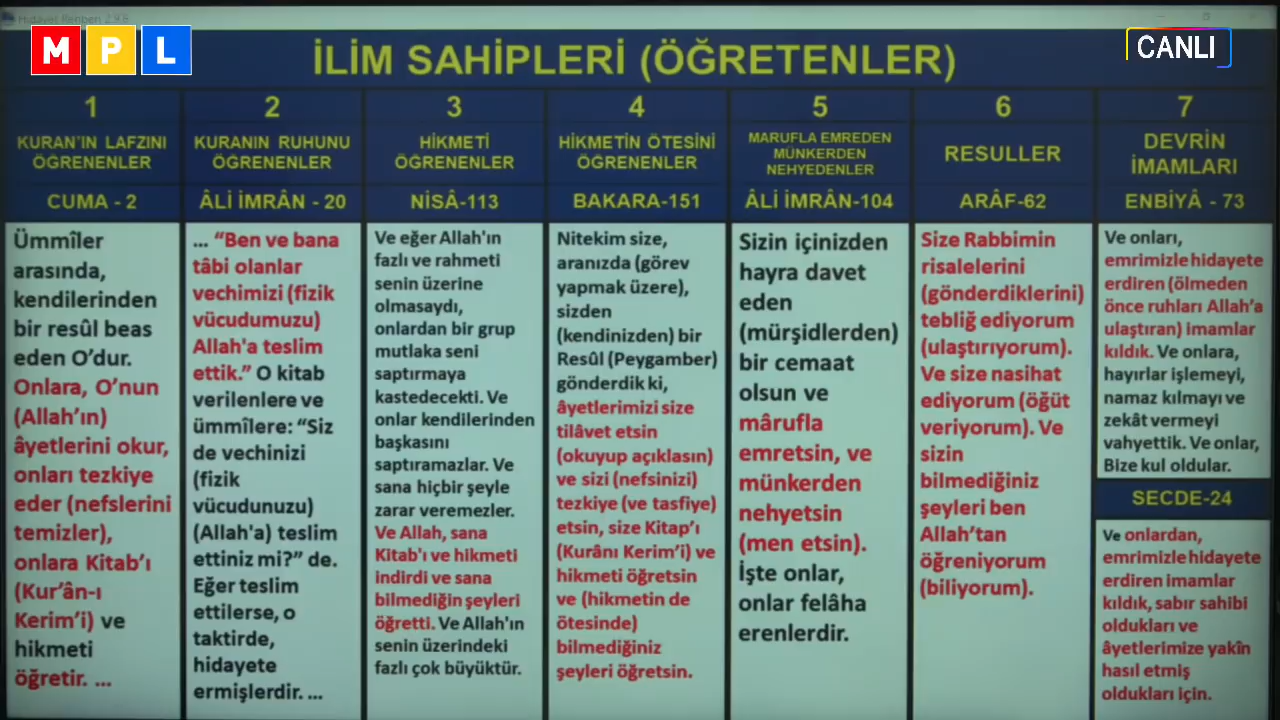 Hidayet Rehberi 2.9.8
MPL
CANLI
İLİM SAHİPLERİ (ÖĞRETENLER)
1
KURAN’IN LAFZINI
ÖĞRENENLER
CUMA - 2
Ümmîler
arasında,
kendilerinden
bir resûl beas
eden O’dur.
Onlara, O’nun
(Allah’ın)
âyetlerini okur,
onları tezkiye
eder (nefslerini
temizler),
onlara Kitab’ı
(Kur’ân-ı
Kerim’i) ve
hikmeti
öğretir. ...
2
KURANIN RUHUNU
ÖĞRENENLER
ÂLİ İMRÂN - 20
... “Ben ve bana
tâbi olanlar
vechimizi (fizik
vücudumuzu)
Allah'a teslim
ettik.” O kitab
verilenlere ve
ümmîlere: “Siz
de vechinizi
(fizik
vücudunuzu)
(Allah'a) teslim
ettiniz mi?” de.
Eğer teslim
ettilerse, o
taktirde,
hidayete
ermişlerdir. ...
3
HİKMETİ
ÖĞRENENLER
NİSÂ-113
Ve eğer Allah'ın
fazlı ve rahmeti
senin üzerine
olmasaydı,
onlardan bir grup
mutlaka seni
saptırmaya
kastedecekti. Ve
onlar kendilerinden
başkasını
saptıramazlar. Ve
sana hiçbir şeyle
zarar veremezler.
Ve Allah, sana
Kitab'ı ve hikmeti
indirdi ve sana
bilmediğin şeyleri
öğretti. Ve Allah'ın
senin üzerindeki
fazlı çok büyüktür.
4
HİKMETİN ÖTESİNİ
ÖĞRENENLER
BAKARA-151
Nitekim size,
aranızda (görev
yapmak üzere),
sizden
(kendinizden) bir
Resûl (Peygamber)
gönderdik ki,
âyetlerimizi size
tilâvet etsin
(okuyup açıklasın)
ve sizi (nefsinizi)
tezkiye (ve tasfiye)
etsin, size Kitap’ı
(Kurânı Kerim’i) ve
hikmeti öğretsin
ve (hikmetin de
ötesinde)
bilmediğiniz
şeyleri öğretsin.
5
MARUFLA EMREDEN
MÜNKERDEN
NEHYEDENLER
ÂLİ İMRÂN-104
Sizin içinizden
hayra davet
eden
(mürşidlerden)
bir cemaat
olsun ve
mârufla
emretsin, ve
münkerden
nehyetsin
(men etsin).
İşte onlar,
onlar felâha
erenlerdir.
6
RESULLER
ARÂF-62
Size Rabbimin
risalelerini
(gönderdiklerini)
tebliğ ediyorum
(ulaştırıyorum).
Ve size nasihat
ediyorum (öğüt
veriyorum). Ve
sizin
bilmediğiniz
şeyleri ben
Allah’tan
öğreniyorum
(biliyorum).
7
DEVRİN
İMAMLARI
ENBİYÂ - 73
Ve onları,
emrimizle hidayete
erdiren (ölmeden
önce ruhları Allah’a
ulaştıran) imamlar
kıldık. Ve onlara,
hayırlar işlemeyi,
namaz kılmayı ve
zekât vermeyi
vahyettik. Ve onlar,
Bize kul oldular.
SECDE-24
Ve onlardan,
emrimizle hidayete
erdiren imamlar
kıldık, sabır sahibi
oldukları ve
âyetlerimize yakîn
hasıl etmiş
oldukları için.